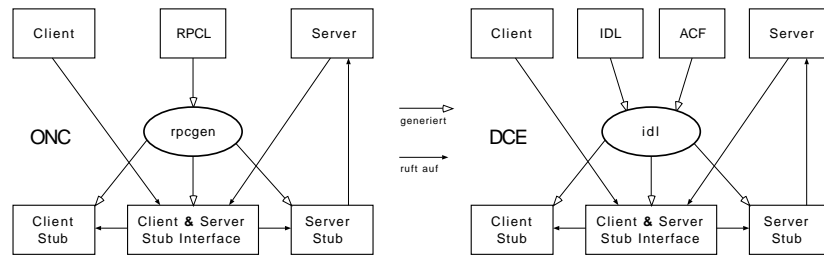 Client
RPCL
Server
rpcgen
ONC
Client
Stub
Client & Server
Stub Interface
Server
Stub
generiert
ruft auf
Client
IDL
ACF
Server
idl
DCE
Client
Stub
Client & Server
Stub Interface
Server
Stub